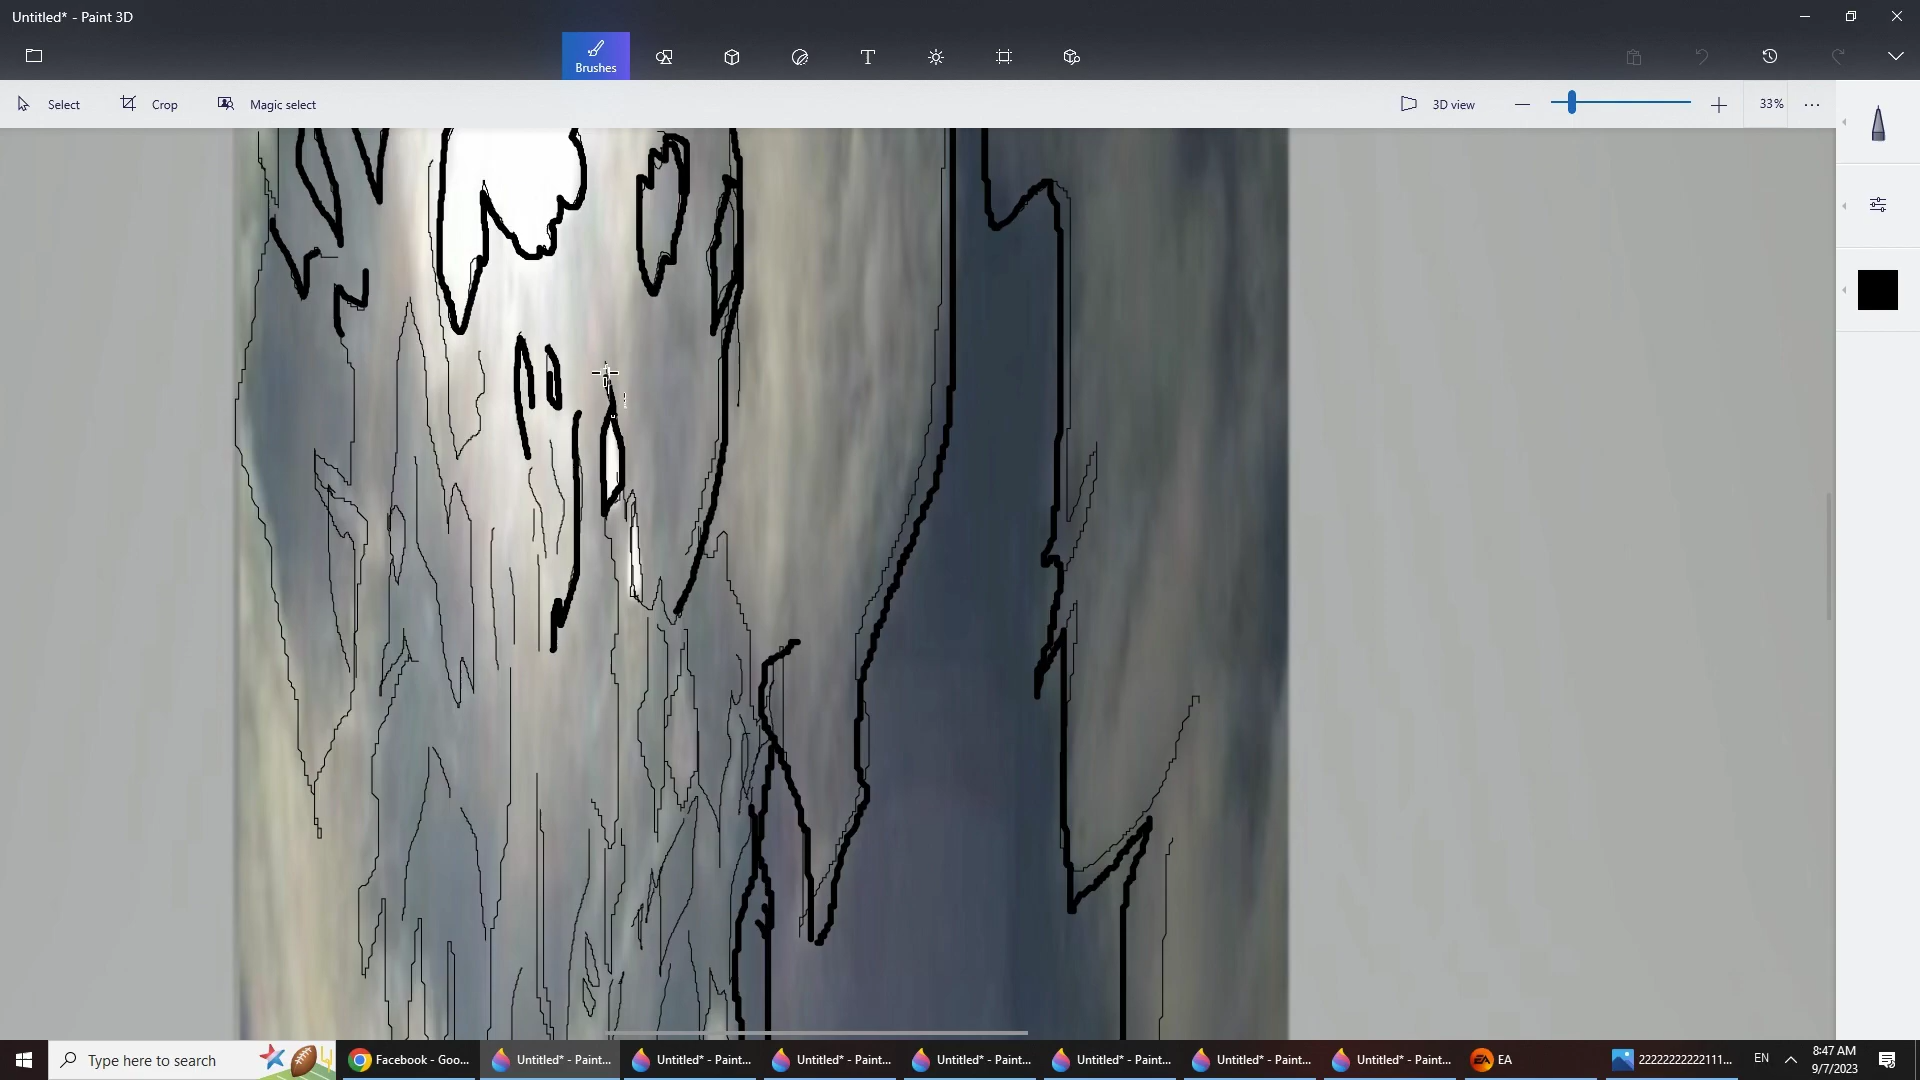 Untitled* - Paint 3D
Brushes
Select
Crop
Magic select
3D view
33%
Type here to search
Facebook - Goo...
Untitled* - Paint...
Untitled* - Paint...
Untitled* - Paint...
Untitled* - Paint...
Untitled* - Paint...
Untitled* - Paint...
Untitled* - Paint...
EA
EA
22222222222111...
EN
8:47 AM
9/7/2023